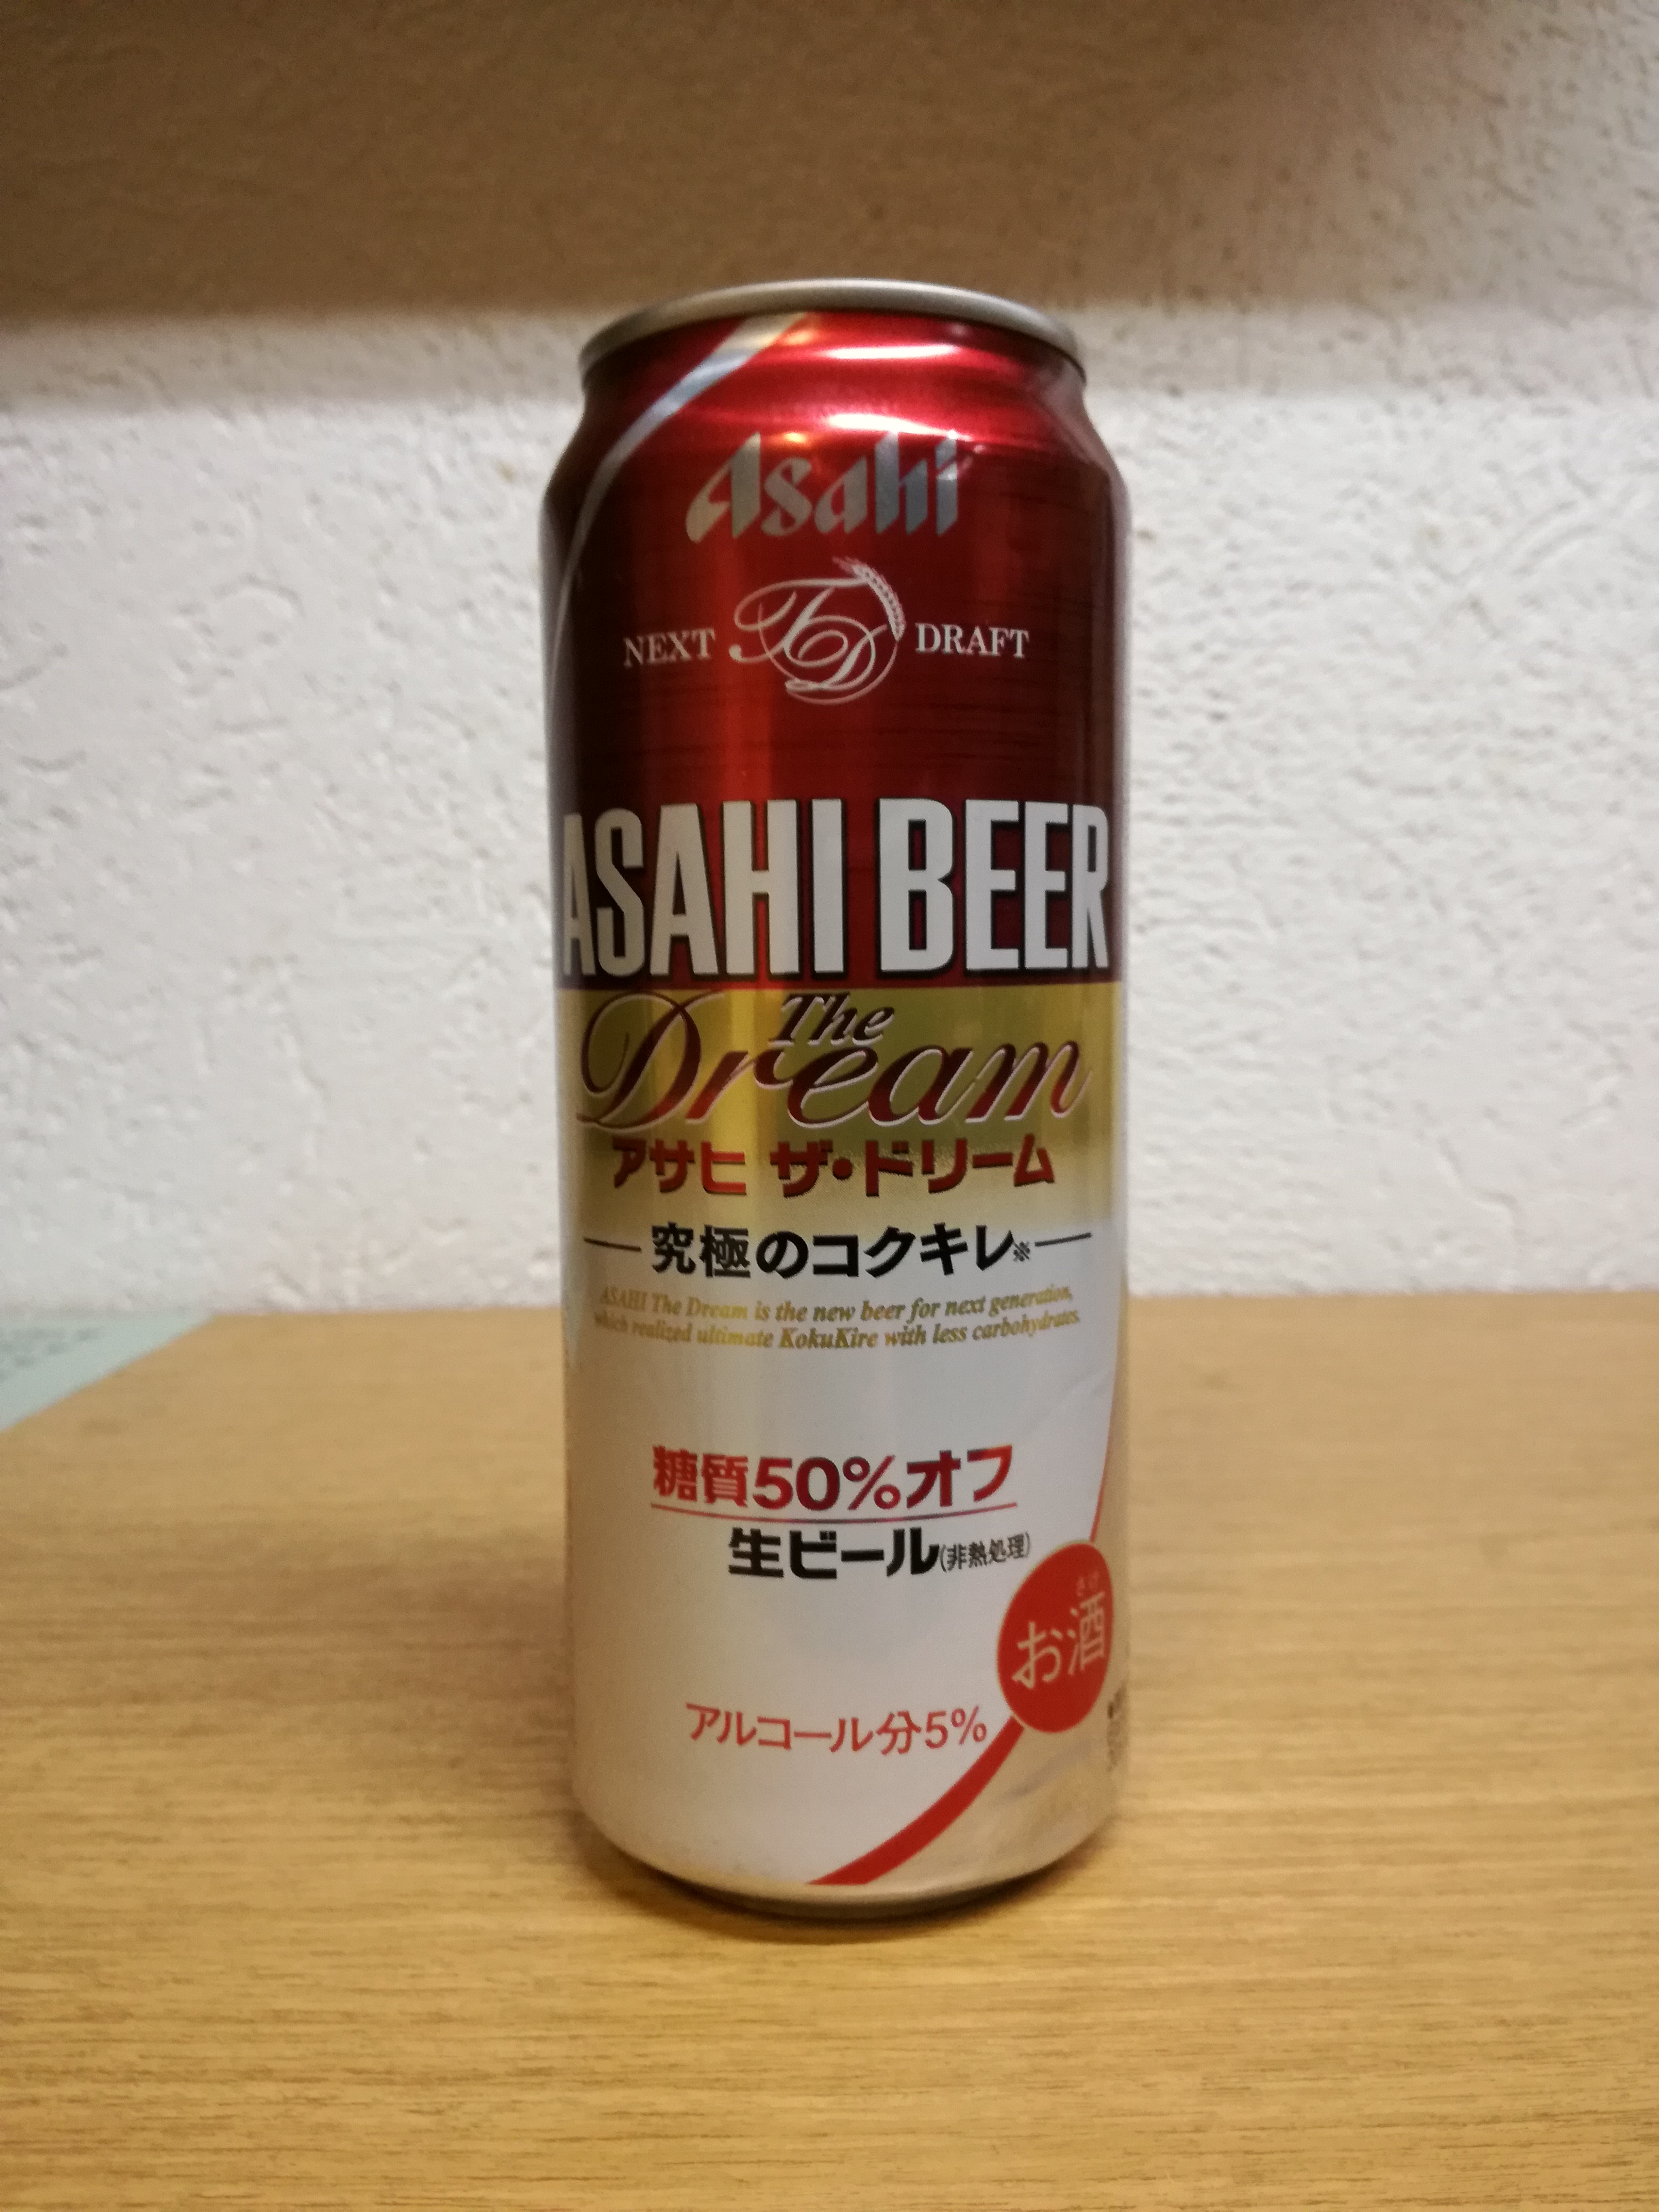 Asahi
NEXT TD DRAFT
ASAHI BEER
The
Dream
アサヒ ザ・ドリーム
究極のコクキレ※
ASAHI The Dream is the new beer for next generation,
which realized ultimate KokuKire with less carbohydrates.
糖質50%オフ
生ビール(非熱処理)
さけ
お酒
アルコール分5%